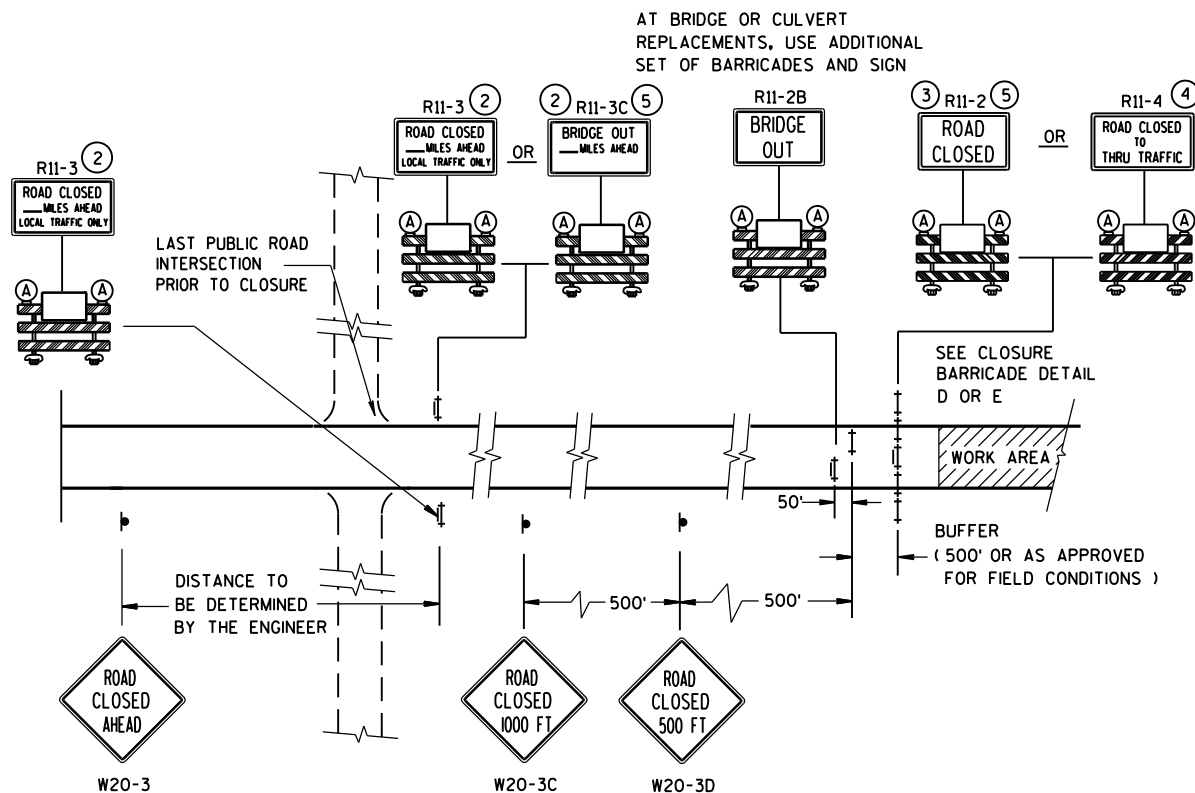 AT BRIDGE OR CULVERT
REPLACEMENTS, USE ADDITIONAL
SET OF BARRICADES AND SIGN
R11-3 2
ROAD CLOSED
MILES AHEAD
LOCAL TRAFFIC ONLY
A A
LAST PUBLIC ROAD
INTERSECTION
PRIOR TO CLOSURE
R11-3 2
ROAD CLOSED
MILES AHEAD
LOCAL TRAFFIC ONLY
A A
OR
2 R11-3C 5
BRIDGE OUT
MILES AHEAD
A A
R11-2B
BRIDGE
OUT
A A
3 R11-2 5
ROAD
CLOSED
A A
OR
R11-4 4
ROAD CLOSED
TO
THRU TRAFFIC
A A
SEE CLOSURE
BARRICADE DETAIL
D OR E
WORK AREA
50'
BUFFER
( 500' OR AS APPROVED
FOR FIELD CONDITIONS )
DISTANCE TO
BE DETERMINED
BY THE ENGINEER
500'
500'
ROAD
CLOSED
AHEAD
W20-3
ROAD
CLOSED
1000 FT
W20-3C
ROAD
CLOSED
500 FT
W20-3D